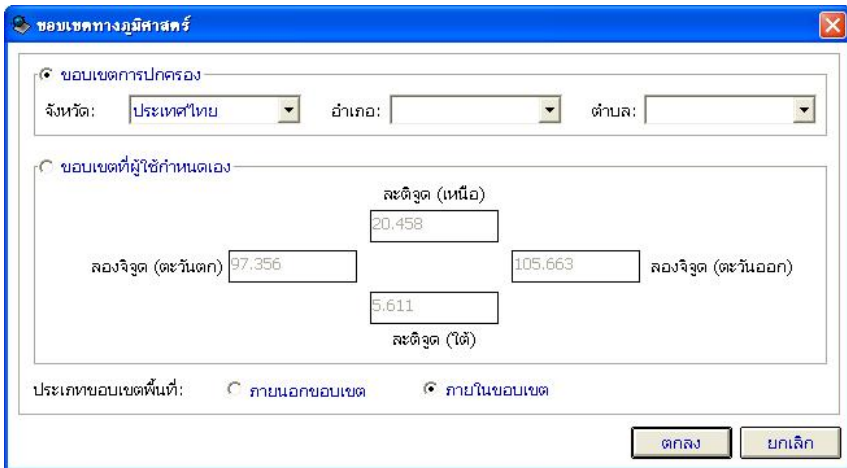 ขอบเขตทางภูมิศาสตร์
ขอบเขตการปกครอง
จังหวัด: ประเทศไทย อำเภอ: ตำบล:
ขอบเขตที่ผู้ใช้กำหนดเอง
ละติจูด (เหนือ)
20.458
ลองจิจูด (ตะวันตก) 97.356 105.663 ลองจิจูด (ตะวันออก)
5.611
ละติจูด (ใต้)
ประเภทขอบเขตพื้นที่: ภายนอกขอบเขต ภายในขอบเขต
ตกลง ยกเลิก